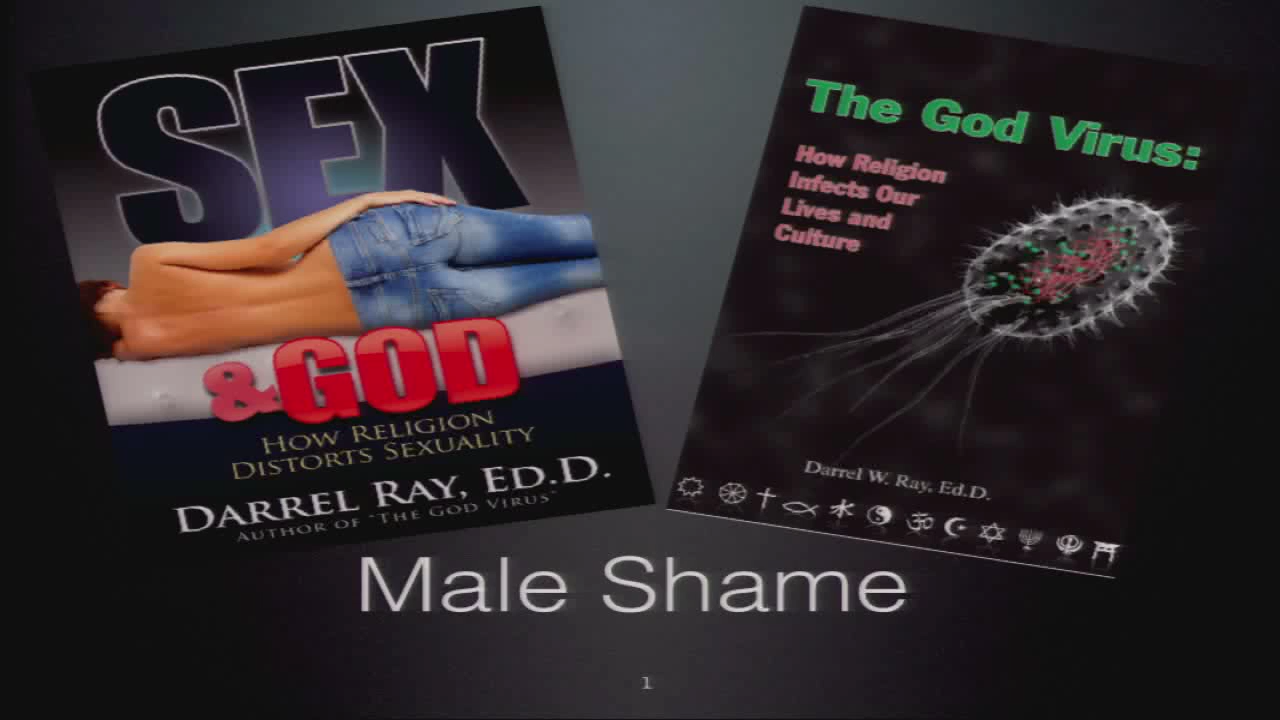 SEX
& GOD
HOW RELIGION
DISTORTS SEXUALITY
DARREL RAY, ED.D.
AUTHOR OF "THE GOD VIRUS"
The God Virus:
How Religion
Infects Our
Lives and
Culture
Darrel W. Ray, Ed.D.
Male Shame
1